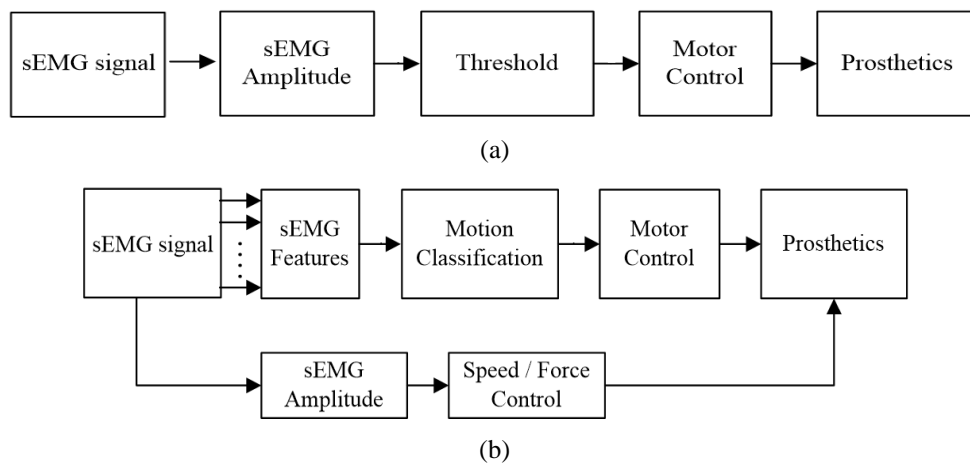 sEMG signal
sEMG
Amplitude
Threshold
Motor
Control
Prosthetics
(a)
sEMG signal
sEMG
Features
Motion
Classification
Motor
Control
Prosthetics
sEMG
Amplitude
Speed / Force
Control
(b)